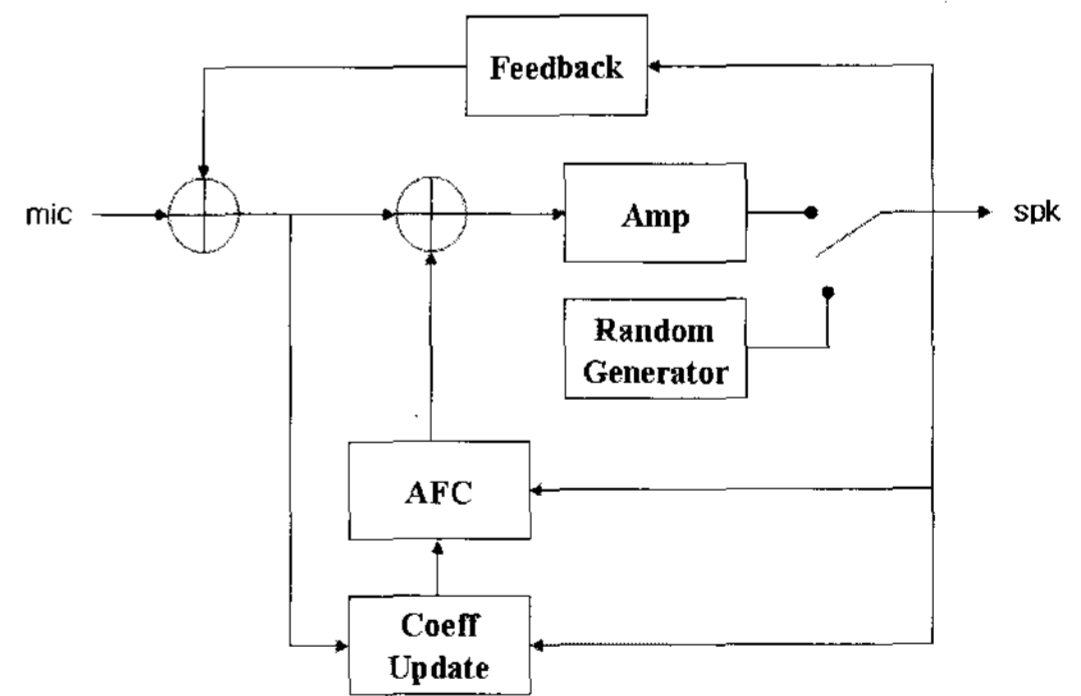 Feedback
mic
Amp
spk
Random
Generator
AFC
Coeff
Update